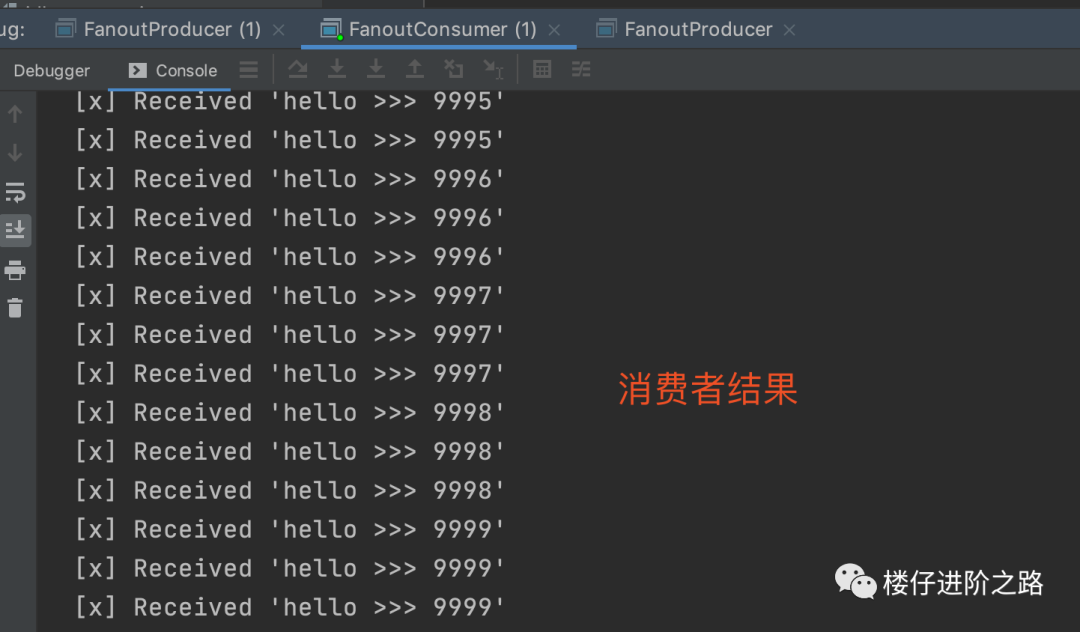 ug:
FanoutProducer (1)
FanoutConsumer (1)
FanoutProducer
Debugger
Console
[x] Received 'hello >>> 9995'
[x] Received 'hello >>> 9995'
[x] Received 'hello >>> 9996'
[x] Received 'hello >>> 9996'
[x] Received 'hello >>> 9996'
[x] Received 'hello >>> 9997'
[x] Received 'hello >>> 9997'
[x] Received 'hello >>> 9997'
[x] Received 'hello >>> 9998'
[x] Received 'hello >>> 9998'
[x] Received 'hello >>> 9998'
[x] Received 'hello >>> 9999'
[x] Received 'hello >>> 9999'
[x] Received 'hello >>> 9999'
消费者结果
楼仔进阶之路